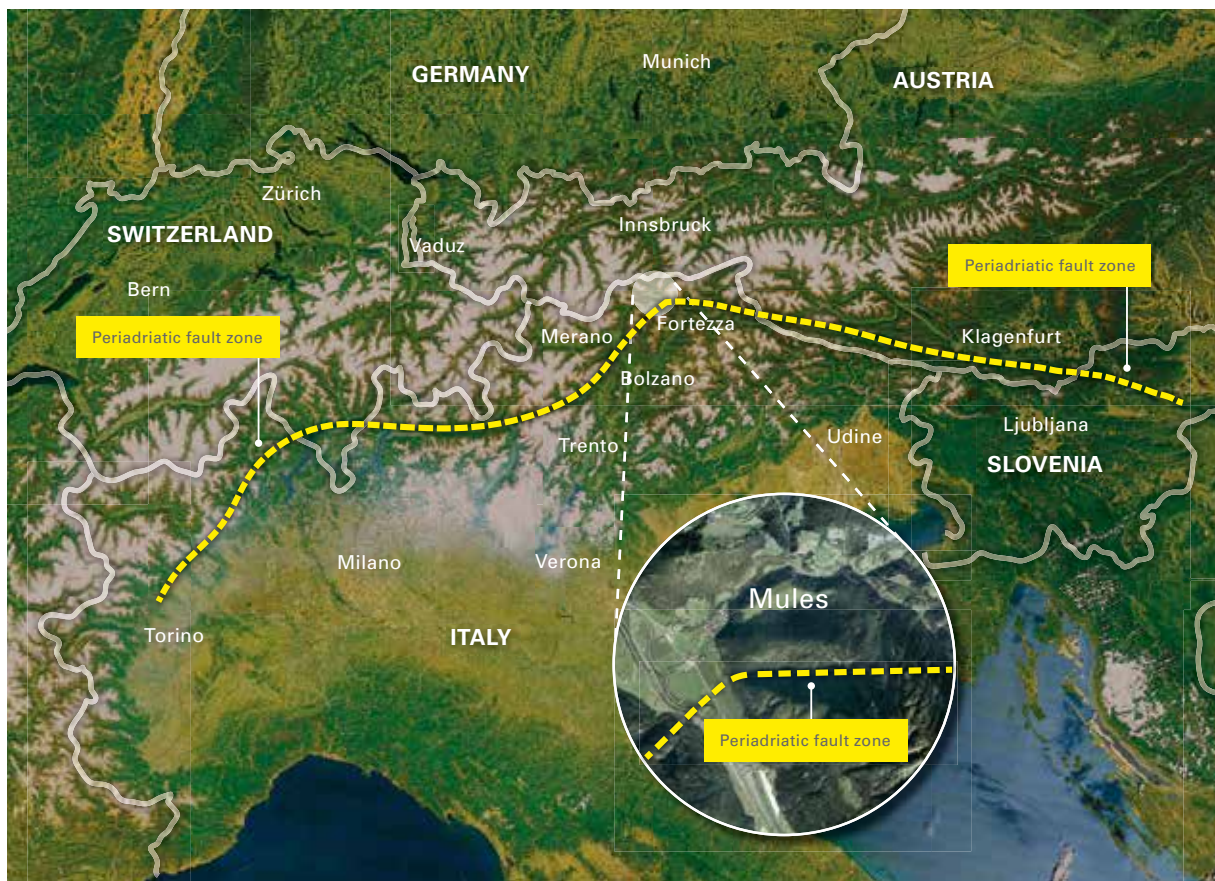 Munich
GERMANY
AUSTRIA
Zürich
Innsbruck
SWITZERLAND
Vaduz
Periadriatic fault zone
Bern
Periadriatic fault zone
Merano
Fortezza
Klagenfurt
Bolzano
Ljubljana
Trento
Udine
SLOVENIA
Milano
Verona
Mules
Torino
ITALY
Periadriatic fault zone